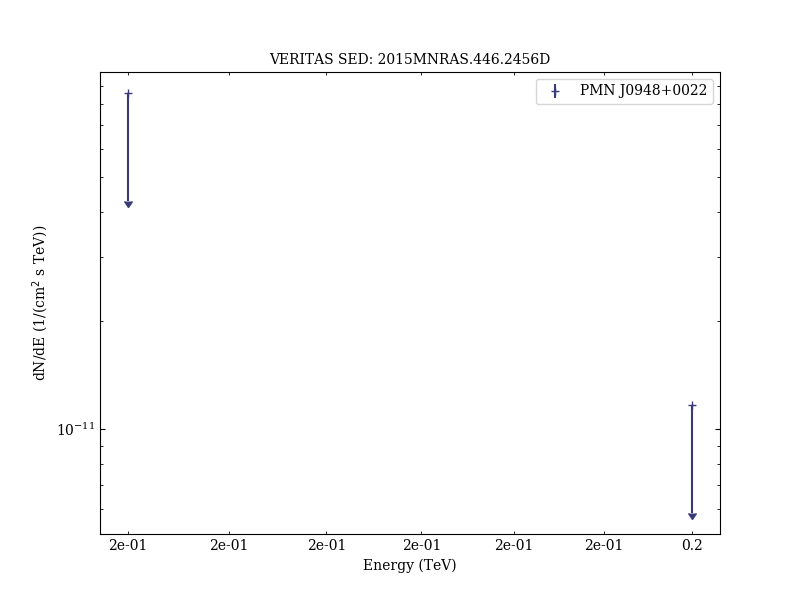 VERITAS SED: 2015MNRAS.446.2456D
PMN J0948+0022
dN/dE (1/(cm² s TeV))
10⁻¹¹
2e-01 2e-01 2e-01 2e-01 2e-01 2e-01 0.2
Energy (TeV)